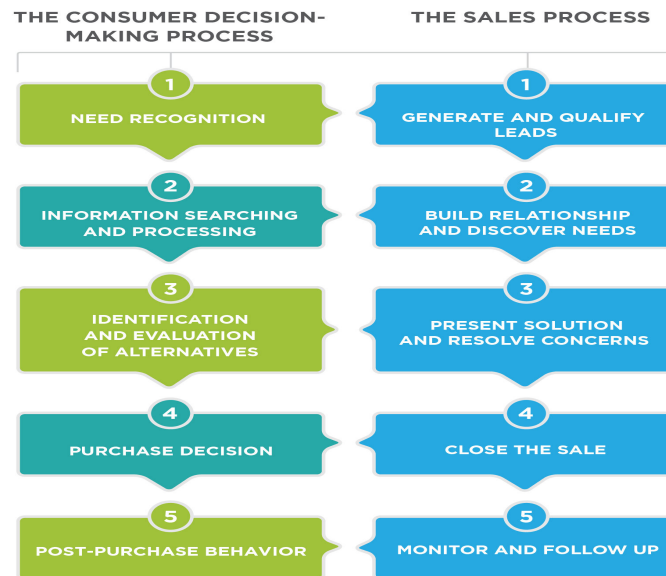 THE CONSUMER DECISION-
MAKING PROCESS
1
NEED RECOGNITION
2
INFORMATION SEARCHING
AND PROCESSING
3
IDENTIFICATION
AND EVALUATION
OF ALTERNATIVES
4
PURCHASE DECISION
5
POST-PURCHASE BEHAVIOR
THE SALES PROCESS
1
GENERATE AND QUALIFY
LEADS
2
BUILD RELATIONSHIP
AND DISCOVER NEEDS
3
PRESENT SOLUTION
AND RESOLVE CONCERNS
4
CLOSE THE SALE
5
MONITOR AND FOLLOW UP